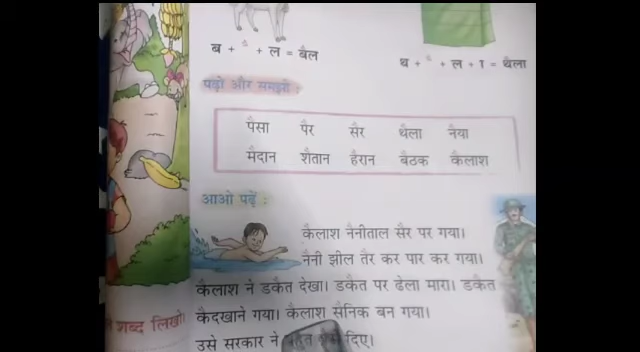 ब + ै + ल = बैल
थ + ै + ल + ा = थैला
पढ़ो और समझो :
पैसा पैर सैर थैला नैया
मैदान शैतान हैरान बैठक कैलाश
आओ पढ़ें :
कैलाश नैनीताल सैर पर गया।
नैनी झील तैर कर पार कर गया।
कैलाश ने डकैत देखा। डकैत पर ढेला मारा। डकैत
कैदखाने गया। कैलाश सैनिक बन गया।
उसे सरकार ने दिए।
शब्द लिखो।